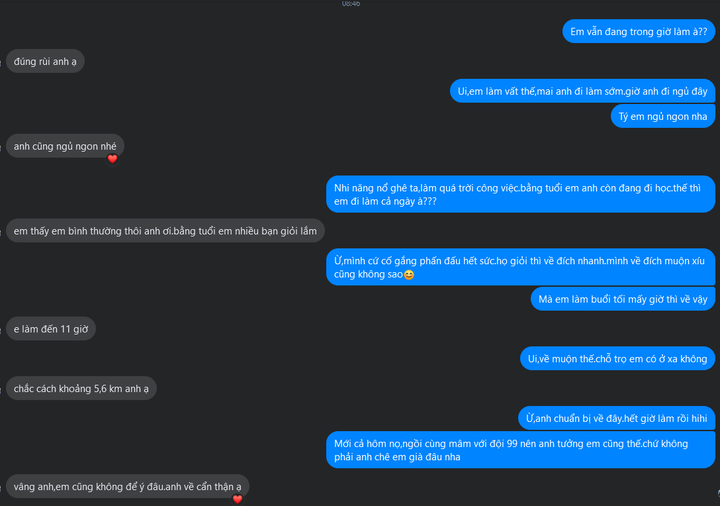 08:46
Em vẫn đang trong giờ làm à??
đúng rùi anh ạ
Ui,em làm vất thế,mai anh đi làm sớm.giờ anh đi ngủ đây
Tý em ngủ ngon nha
anh cũng ngủ ngon nhé
Nhi năng nổ ghê ta,làm quá trời công việc.bằng tuổi em anh còn đang đi học.thế thì
em đi làm cả ngày à???
em thấy em bình thường thôi anh ơi.bằng tuổi em nhiều bạn giỏi lắm
Ừ,mình cứ cố gắng phấn đấu hết sức.họ giỏi thì về đích nhanh.mình về đích muộn xíu
cũng không sao😄
Mà em làm buổi tối mấy giờ thì về vậy
e làm đến 11 giờ
Ui,về muộn thế.chỗ trọ em có ở xa không
chắc cách khoảng 5,6 km anh ạ
Ừ,anh chuẩn bị về đây.hết giờ làm rồi hihi
Mới cả hôm nọ,ngồi cùng mâm với đội 99 nên anh tưởng em cũng thế.chứ không
phải anh chê em già đâu nha
vâng anh,em cũng không để ý đâu.anh về cẩn thận ạ